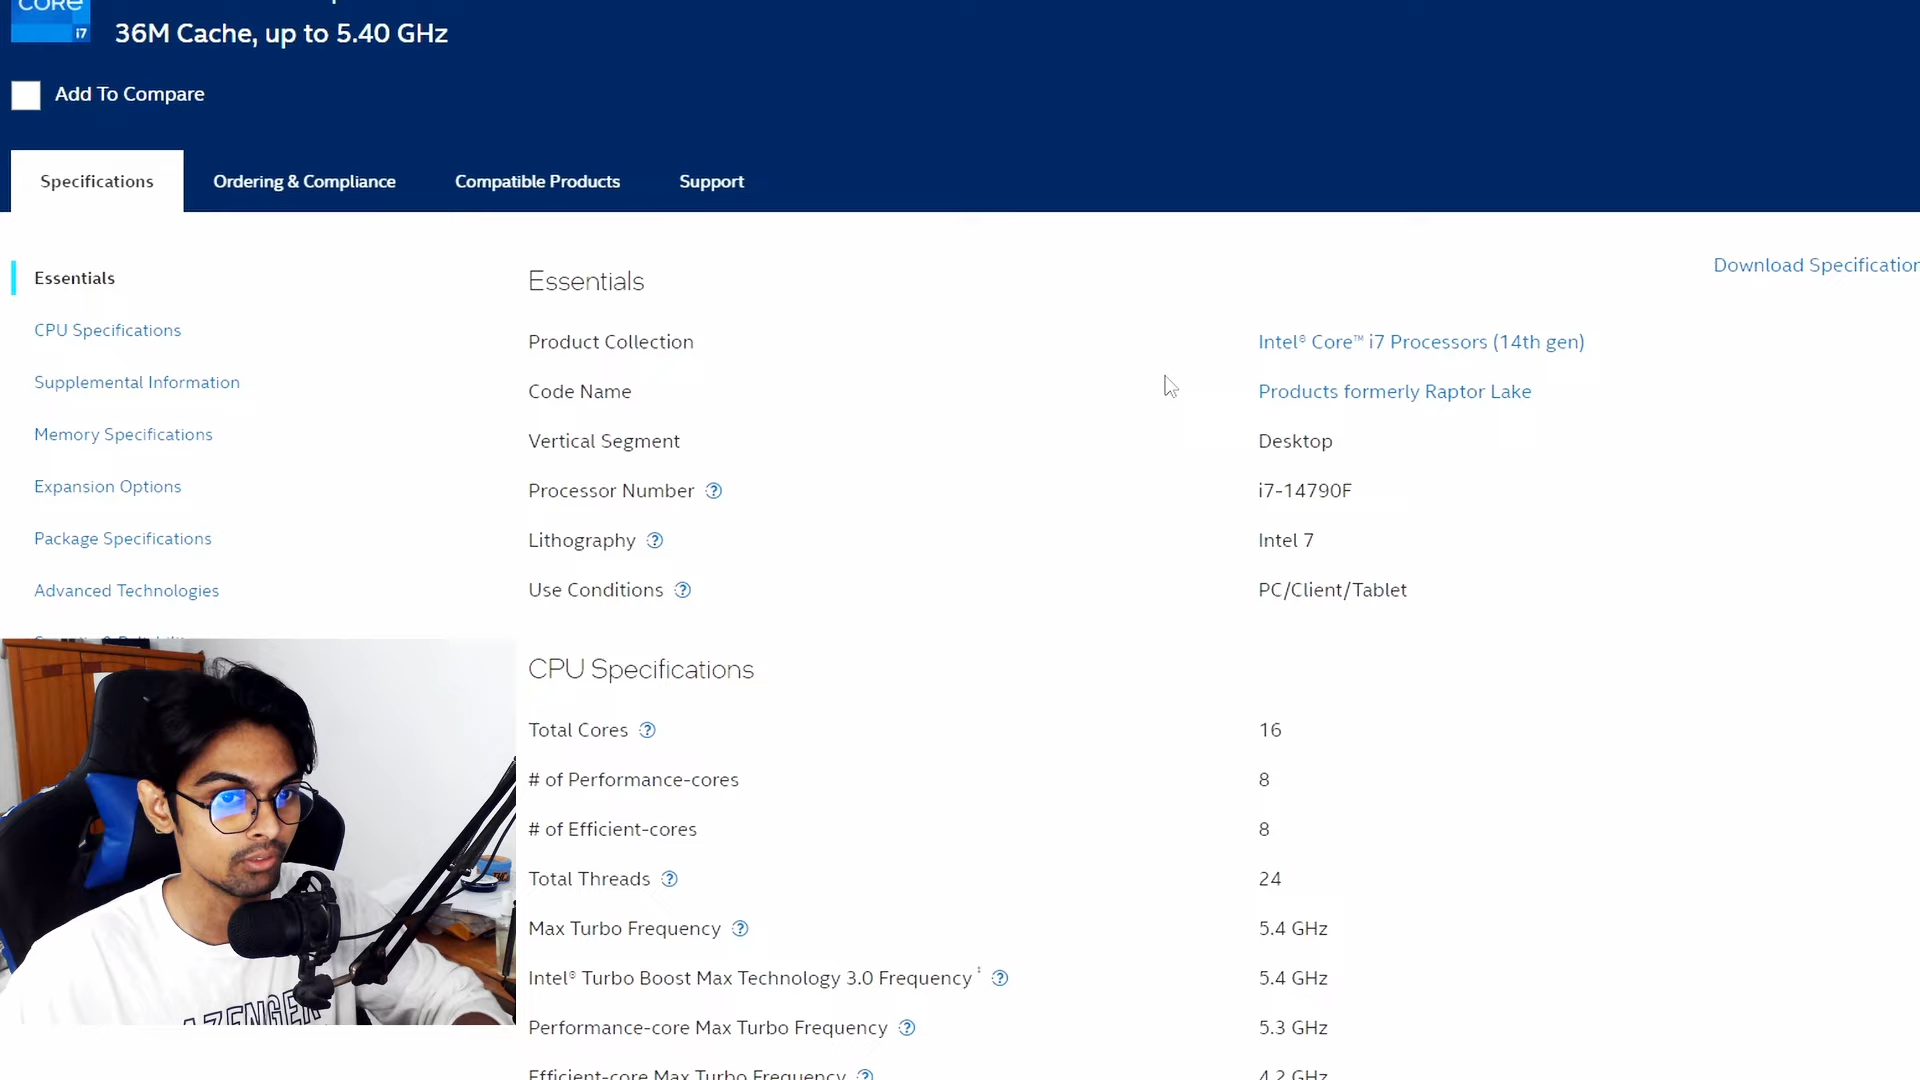 CORE
i7
36M Cache, up to 5.40 GHz
Add To Compare
Specifications
Ordering & Compliance
Compatible Products
Support
Essentials
CPU Specifications
Supplemental Information
Memory Specifications
Expansion Options
Package Specifications
Advanced Technologies
Download Specification
Essentials
Product Collection Intel® Core™ i7 Processors (14th gen)
Code Name Products formerly Raptor Lake
Vertical Segment Desktop
Processor Number ? i7-14790F
Lithography ? Intel 7
Use Conditions ? PC/Client/Tablet
CPU Specifications
Total Cores ? 16
# of Performance-cores 8
# of Efficient-cores 8
Total Threads ? 24
Max Turbo Frequency ? 5.4 GHz
Intel® Turbo Boost Max Technology 3.0 Frequency ‡ ? 5.4 GHz
Performance-core Max Turbo Frequency ? 5.3 GHz
Efficient-core Max Turbo Frequency ? 4.2 GHz